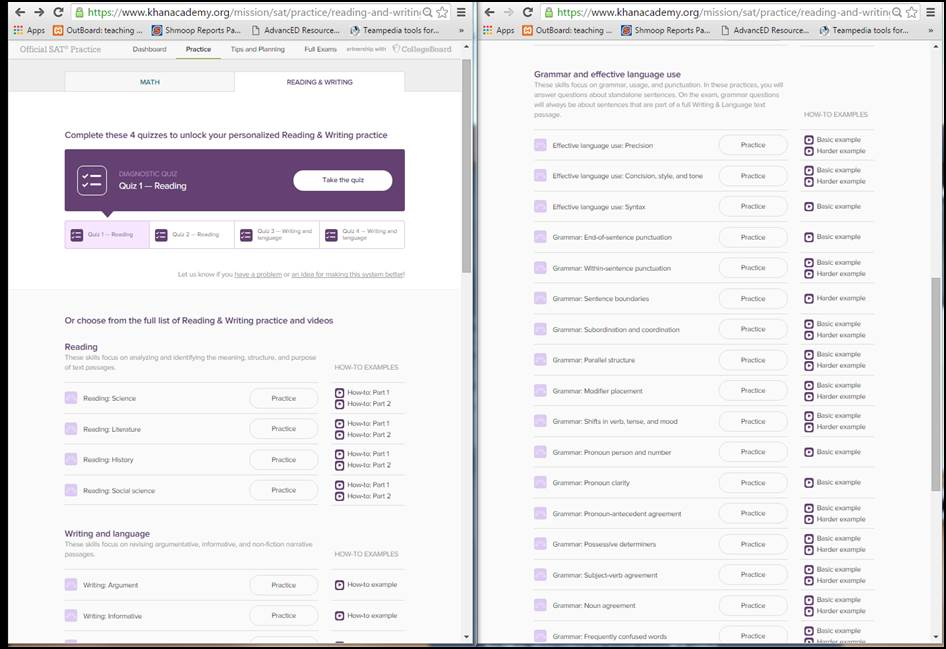 https://www.khanacademy.org/mission/sat/practice/reading-and-writin
Apps OutBoard: teaching ... Shmoop Reports Pa... AdvancED Resource... Teampedia tools for... »
Official SAT® Practice Dashboard Practice Tips and Planning Full Exams artnership with CollegeBoard
MATH READING & WRITING
Complete these 4 quizzes to unlock your personalized Reading & Writing practice
DIAGNOSTIC QUIZ
Quiz 1 — Reading
Take the quiz
Quiz 1 — Reading
Quiz 2 — Reading
Quiz 3 — Writing and
language
Quiz 4 — Writing and
language
Let us know if you have a problem or an idea for making this system better!
Or choose from the full list of Reading & Writing practice and videos
Reading
These skills focus on analyzing and identifying the meaning, structure, and purpose
of text passages.
HOW-TO EXAMPLES
Reading: Science Practice How-to: Part 1
How-to: Part 2
Reading: Literature Practice How-to: Part 1
How-to: Part 2
Reading: History Practice How-to: Part 1
How-to: Part 2
Reading: Social science Practice How-to: Part 1
How-to: Part 2
Writing and language
These skills focus on revising argumentative, informative, and non-fiction narrative
passages.
HOW-TO EXAMPLES
Writing: Argument Practice How-to example
Writing: Informative Practice How-to example
https://www.khanacademy.org/mission/sat/practice/reading-and-writin
Apps OutBoard: teaching ... Shmoop Reports Pa... AdvancED Resource... Teampedia tools for... »
Grammar and effective language use
These skills focus on grammar, usage, and punctuation. In these practices, you will
answer questions about standalone sentences. On the exam, grammar questions
will always be about sentences that are part of a full Writing & Language text
passage.
HOW-TO EXAMPLES
Effective language use: Precision Practice Basic example
Harder example
Effective language use: Concision, style, and tone Practice Basic example
Harder example
Effective language use: Syntax Practice Basic example
Grammar: End-of-sentence punctuation Practice Basic example
Grammar: Within-sentence punctuation Practice Basic example
Harder example
Grammar: Sentence boundaries Practice Harder example
Grammar: Subordination and coordination Practice Basic example
Harder example
Grammar: Parallel structure Practice Basic example
Harder example
Grammar: Modifier placement Practice Basic example
Harder example
Grammar: Shifts in verb, tense, and mood Practice Basic example
Harder example
Grammar: Pronoun person and number Practice Basic example
Grammar: Pronoun clarity Practice Basic example
Grammar: Pronoun-antecedent agreement Practice Basic example
Harder example
Grammar: Possessive determiners Practice Basic example
Harder example
Grammar: Subject-verb agreement Practice Basic example
Harder example
Grammar: Noun agreement Practice Basic example
Harder example
Grammar: Frequently confused words Practice Basic example
Harder example